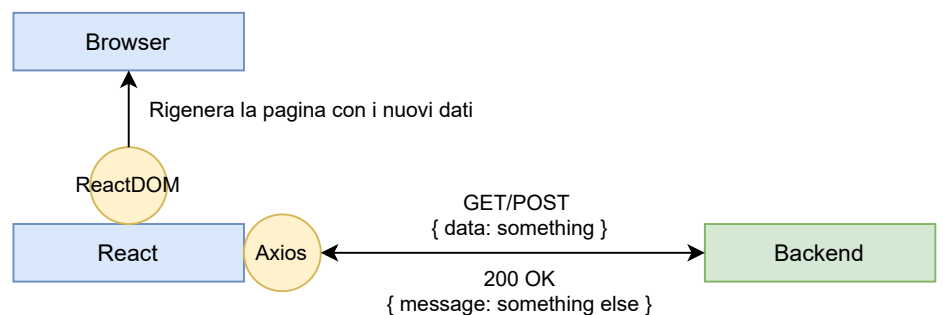 Browser
Rigenera la pagina con i nuovi dati
ReactDOM
GET/POST
{ data: something }
React
Axios
Backend
200 OK
{ message: something else }